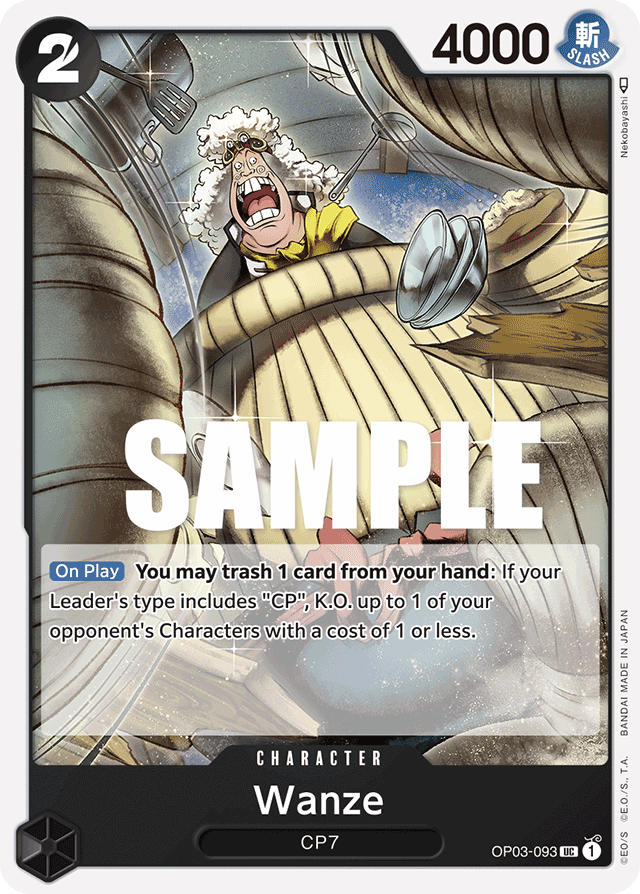 2
4000
斬
SLASH
Nekobayashi
SAMPLE
On Play You may trash 1 card from your hand: If your
Leader's type includes "CP", K.O. up to 1 of your
opponent's Characters with a cost of 1 or less.
CHARACTER
Wanze
CP7
OP03-093 UC 1
©E.O/S ©E.O./S., T.A. BANDAI MADE IN JAPAN